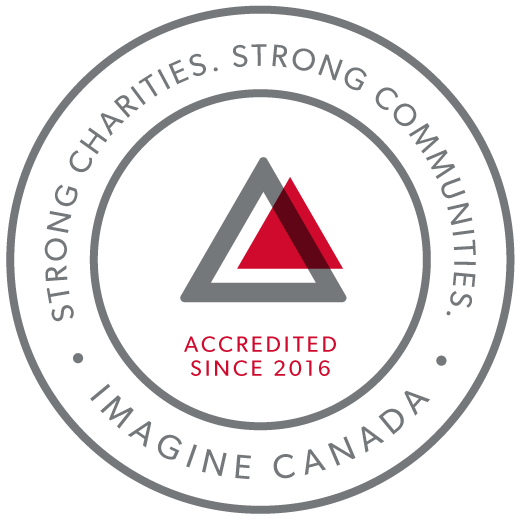 STRONG CHARITIES. STRONG COMMUNITIES.
ACCREDITED
SINCE 2016
• IMAGINE CANADA •